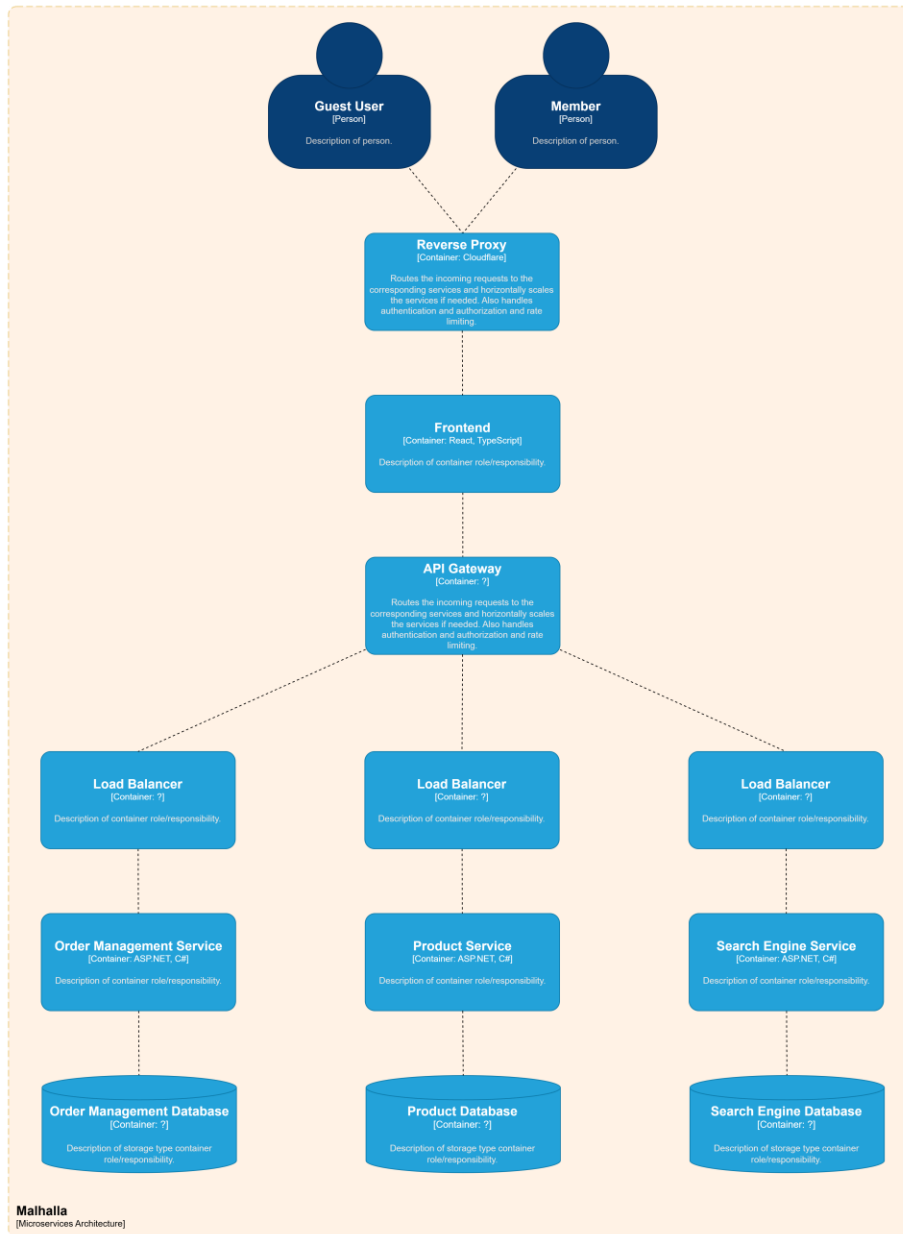 Guest User
[Person]
Description of person.
Member
[Person]
Description of person.
Reverse Proxy
[Container: Cloudflare]
Routes the incoming requests to the
corresponding services and horizontally scales
the services if needed. Also handles
authentication and authorization and rate
limiting.
Frontend
[Container: React, TypeScript]
Description of container role/responsibility.
API Gateway
[Container: ?]
Routes the incoming requests to the
corresponding services and horizontally scales
the services if needed. Also handles
authentication and authorization and rate
limiting.
Load Balancer
[Container: ?]
Description of container role/responsibility.
Load Balancer
[Container: ?]
Description of container role/responsibility.
Load Balancer
[Container: ?]
Description of container role/responsibility.
Order Management Service
[Container: ASP.NET, C#]
Description of container role/responsibility.
Product Service
[Container: ASP.NET, C#]
Description of container role/responsibility.
Search Engine Service
[Container: ASP.NET, C#]
Description of container role/responsibility.
Order Management Database
[Container: ?]
Description of storage type container
role/responsibility.
Product Database
[Container: ?]
Description of storage type container
role/responsibility.
Search Engine Database
[Container: ?]
Description of storage type container
role/responsibility.
Malhalla
[Microservices Architecture]